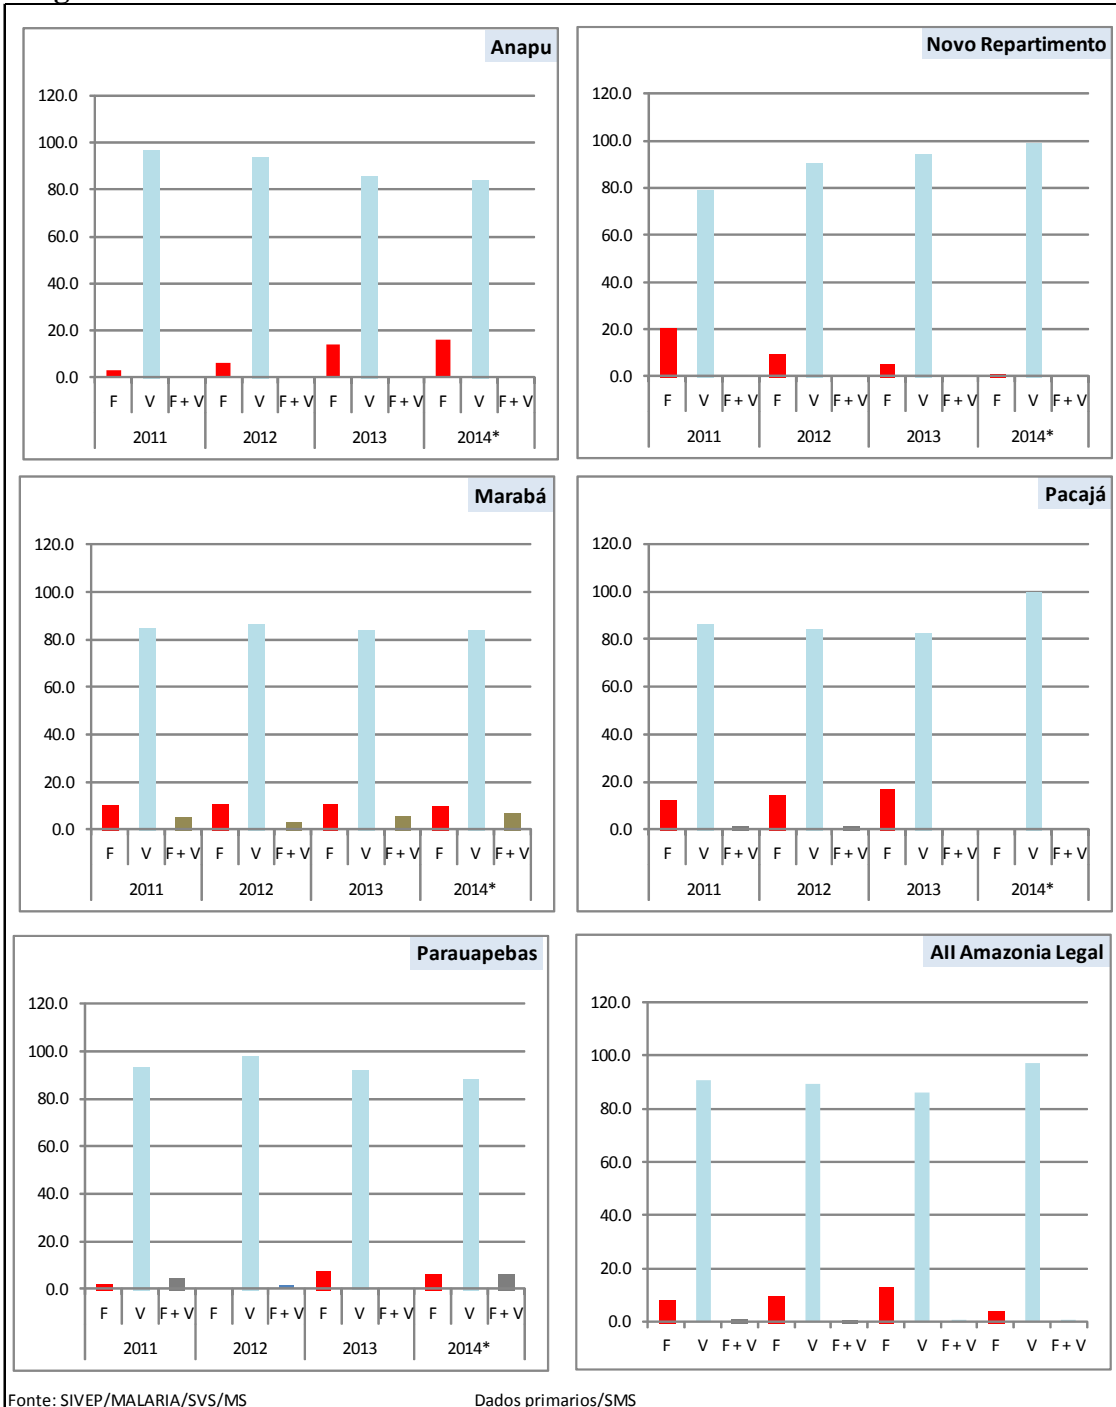 Anapu
120.0
100.0
80.0
60.0
40.0
20.0
0.0
F V F + V F V F + V F V F + V F V F + V
2011 2012 2013 2014*
Novo Repartimento
120.0
100.0
80.0
60.0
40.0
20.0
0.0
F V F + V F V F + V F V F + V F V F + V
2011 2012 2013 2014*
Marabá
120.0
100.0
80.0
60.0
40.0
20.0
0.0
F V F + V F V F + V F V F + V F V F + V
2011 2012 2013 2014*
Pacajá
120.0
100.0
80.0
60.0
40.0
20.0
0.0
F V F + V F V F + V F V F + V F V F + V
2011 2012 2013 2014*
Parauapebas
120.0
100.0
80.0
60.0
40.0
20.0
0.0
F V F + V F V F + V F V F + V F V F + V
2011 2012 2013 2014*
AII Amazonia Legal
120.0
100.0
80.0
60.0
40.0
20.0
0.0
F V F + V F V F + V F V F + V F V F + V
Fonte: SIVEP/MALARIA/SVS/MS Dados primarios/SMS